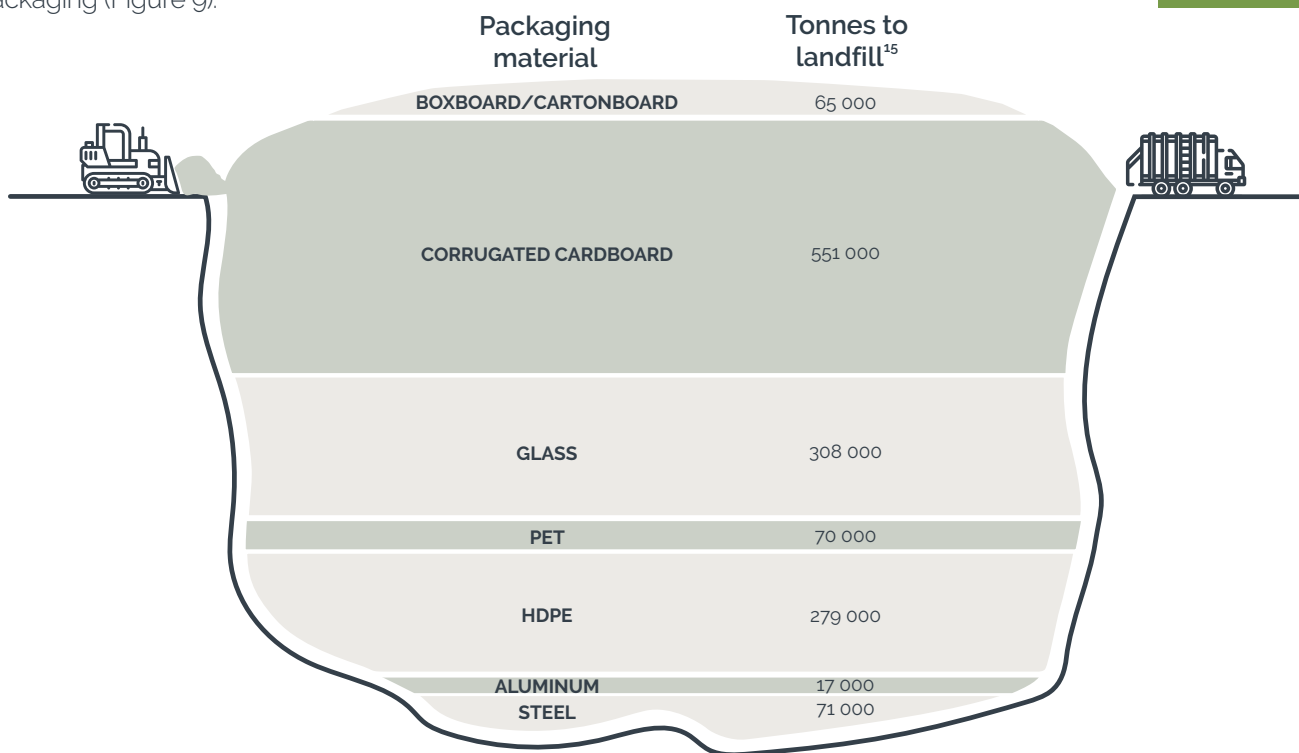 ackaging (Figure 9).
Packaging
material
Tonnes to
landfill¹⁵
BOXBOARD/CARTONBOARD 65 000
CORRUGATED CARDBOARD 551 000
GLASS 308 000
PET 70 000
HDPE 279 000
ALUMINUM 17 000
STEEL 71 000